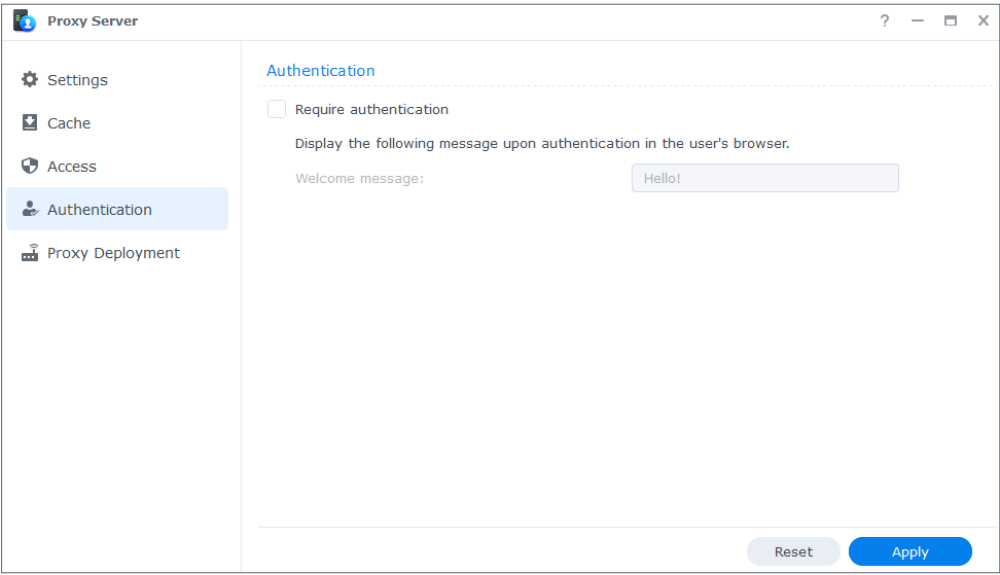 Proxy Server
?
Settings
Cache
Access
Authentication
Proxy Deployment
Authentication
Require authentication
Display the following message upon authentication in the user's browser.
Welcome message: Hello!
Reset Apply